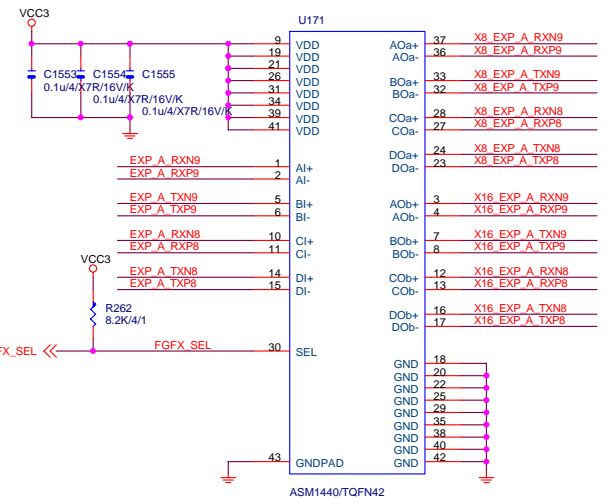 VCC3
U171
9 VDD AOa+ 37 X8_EXP_A_RXN9
19 VDD AOa- 36 X8_EXP_A_RXP9
21 VDD
26 VDD BOa+ 33 X8_EXP_A_TXN9
31 VDD BOa- 32 X8_EXP_A_TXP9
34 VDD
39 VDD COa+ 28 X8_EXP_A_RXN8
41 VDD COa- 27 X8_EXP_A_RXP8
C1553 C1554 C1555
0.1u/4/X7R/16V/K
0.1u/4/X7R/16V/K
0.1u/4/X7R/16V/K
DOa+ 24 X8_EXP_A_TXN8
DOa- 23 X8_EXP_A_TXP8
EXP_A_RXN9 1 AI+
EXP_A_RXP9 2 AI-
EXP_A_TXN9 5 BI+ AOb+ 3 X16_EXP_A_RXN9
EXP_A_TXP9 6 BI- AOb- 4 X16_EXP_A_RXP9
EXP_A_RXN8 10 CI+ BOb+ 7 X16_EXP_A_TXN9
EXP_A_RXP8 11 CI- BOb- 8 X16_EXP_A_TXP9
VCC3
EXP_A_TXN8 14 DI+ COb+ 12 X16_EXP_A_RXN8
EXP_A_TXP8 15 DI- COb- 13 X16_EXP_A_RXP8
R262
8.2K/4/1
DOb+ 16 X16_EXP_A_TXN8
DOb- 17 X16_EXP_A_TXP8
FX_SEL FGFX_SEL 30 SEL
GND 18
GND 20
GND 22
GND 25
GND 29
GND 35
GND 38
GND 40
43 GNDPAD GND 42
ASM1440/TQFN42